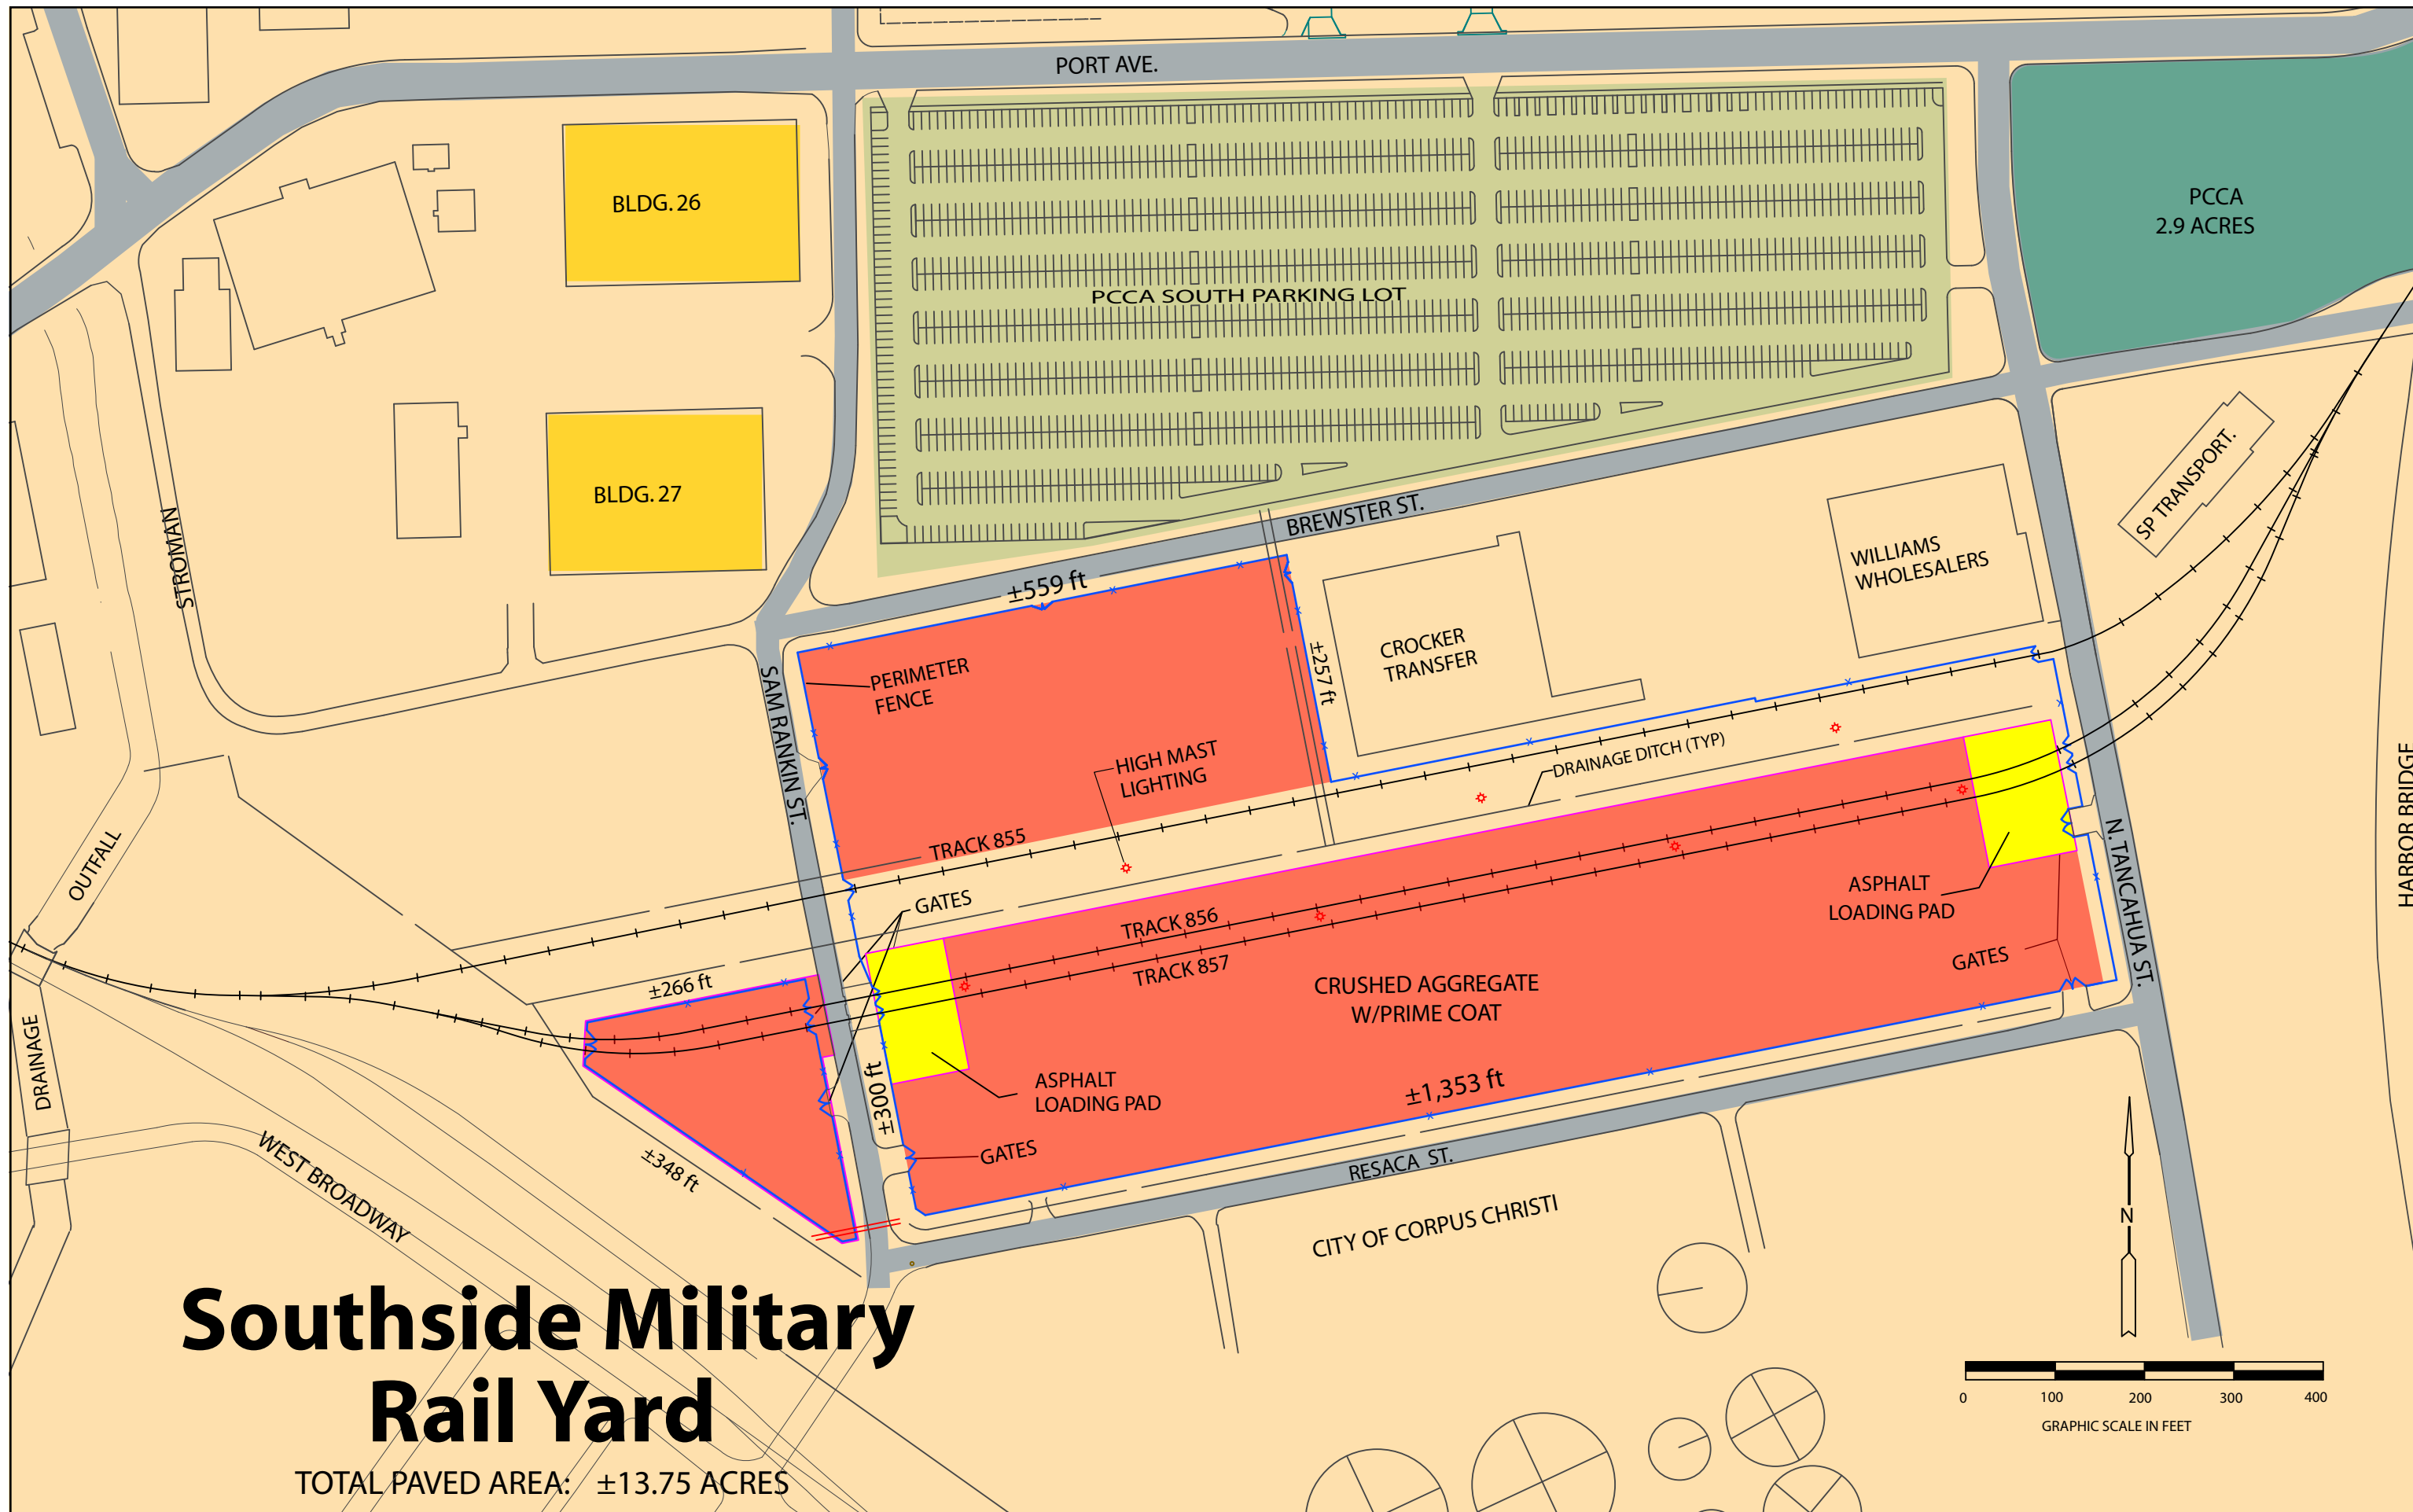 PORT AVE.
BLDG. 26
PCCA
2.9 ACRES
PCCA SOUTH PARKING LOT
BLDG. 27
STROMAN
BREWSTER ST.
SP TRANSPORT.
WILLIAMS
WHOLESALERS
±559 ft
CROCKER
TRANSFER
±257 ft
PERIMETER
FENCE
SAM RANKIN ST.
HIGH MAST
LIGHTING
DRAINAGE DITCH (TYP)
HARBOR BRIDGE
TRACK 855
OUTFALL
GATES
TRACK 856
TRACK 857
ASPHALT
LOADING PAD
N. TANCAHUA ST.
GATES
±266 ft
CRUSHED AGGREGATE
W/PRIME COAT
DRAINAGE
±300 ft
ASPHALT
LOADING PAD
±1,353 ft
GATES
±348 ft
WEST BROADWAY
RESACA ST.
CITY OF CORPUS CHRISTI
N
Southside Military
Rail Yard
TOTAL PAVED AREA: ±13.75 ACRES
0 100 200 300 400
GRAPHIC SCALE IN FEET